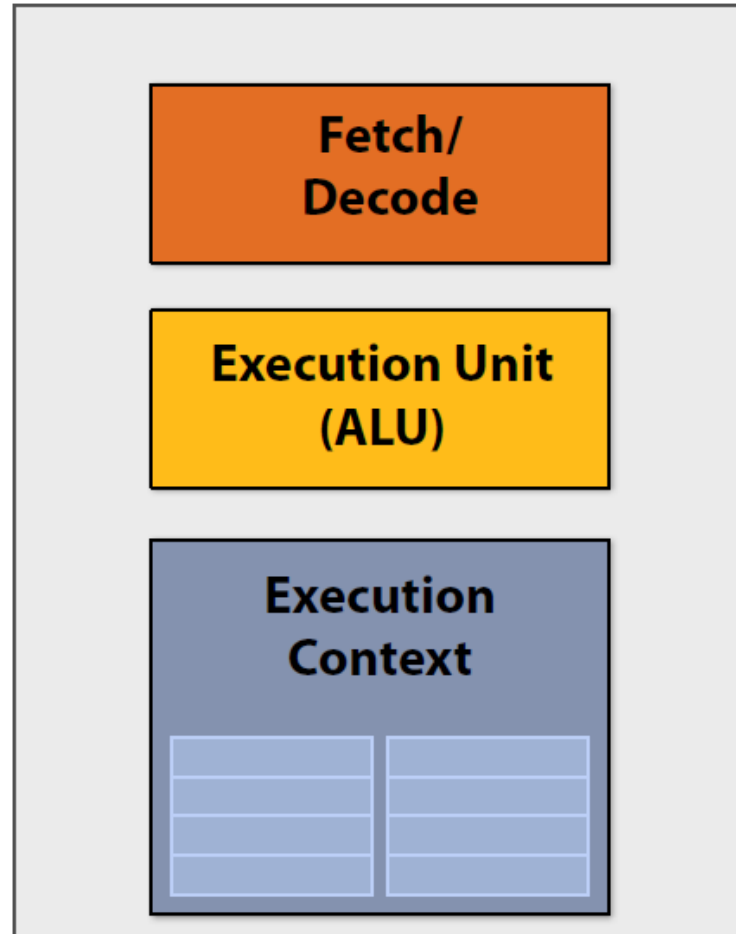 Fetch/
Decode
Execution Unit
(ALU)
Execution
Context